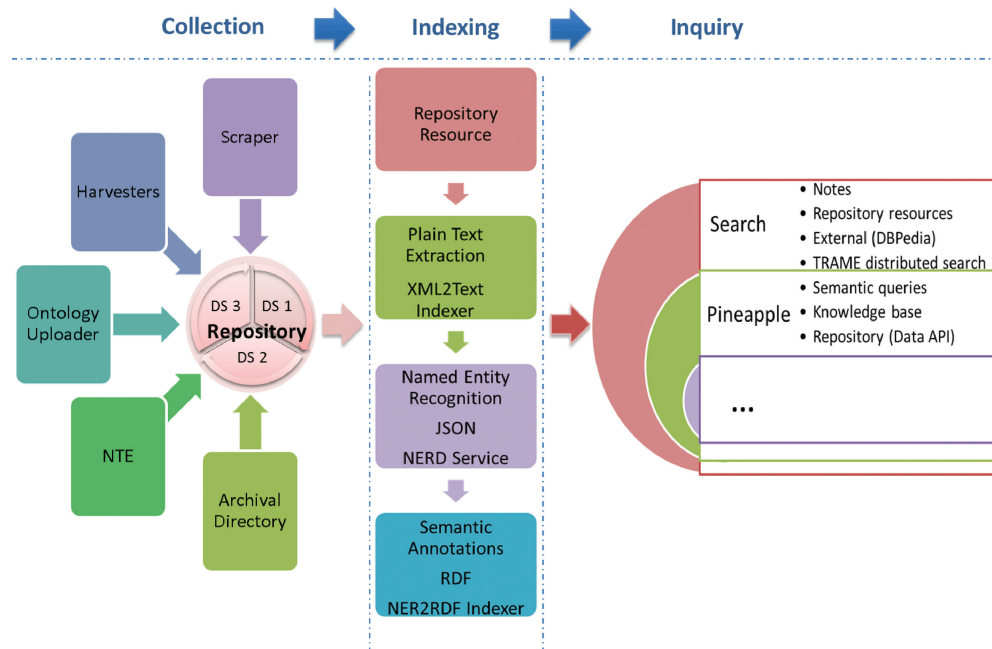 Collection
Indexing
Inquiry
Scraper
Harvesters
Ontology
Uploader
NTE
Archival
Directory
DS 3
DS 1
Repository
DS 2
Repository
Resource
Plain Text
Extraction
XML2Text
Indexer
Named Entity
Recognition
JSON
NERD Service
Semantic
Annotations
RDF
NER2RDF Indexer
Search
• Notes
• Repository resources
• External (DBPedia)
• TRAME distributed search
Pineapple
• Semantic queries
• Knowledge base
• Repository (Data API)
...